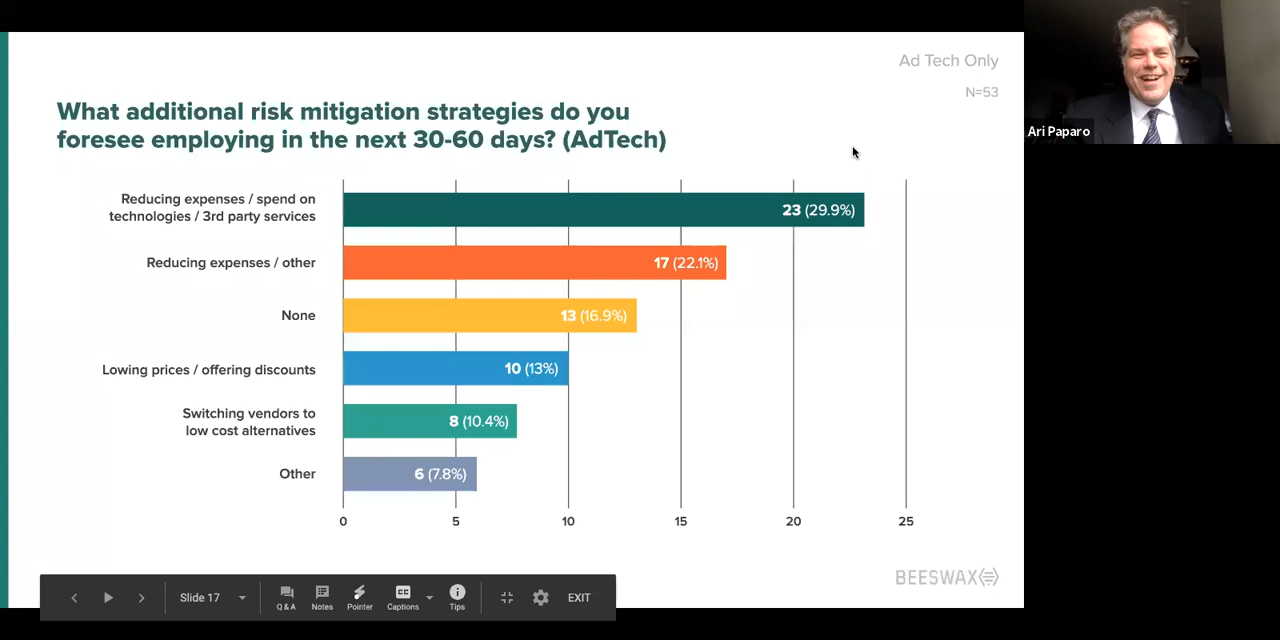 Ad Tech Only
N=53
What additional risk mitigation strategies do you
foresee employing in the next 30-60 days? (AdTech)
Ari Paparo
Reducing expenses / spend on
technologies / 3rd party services
23 (29.9%)
Reducing expenses / other
17 (22.1%)
None
13 (16.9%)
Lowing prices / offering discounts
10 (13%)
Switching vendors to
low cost alternatives
8 (10.4%)
Other
6 (7.8%)
0 5 10 15 20 25
BEESWAX
Slide 17
Q & A Notes Pointer CC Captions Tips EXIT